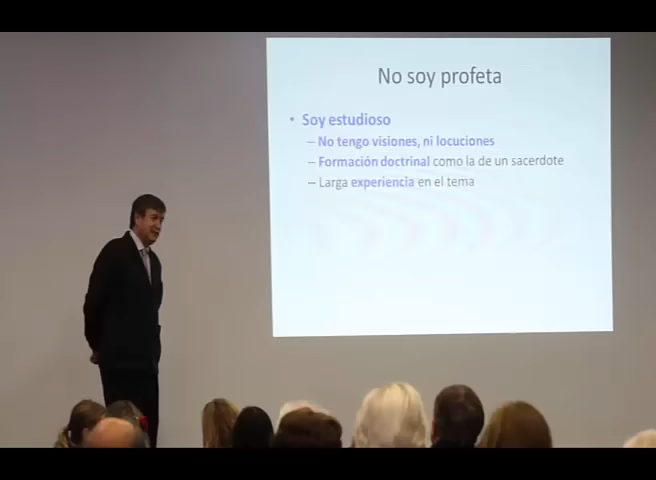 No soy profeta
• Soy estudioso
– No tengo visiones, ni locuciones
– Formación doctrinal como la de un sacerdote
– Larga experiencia en el tema